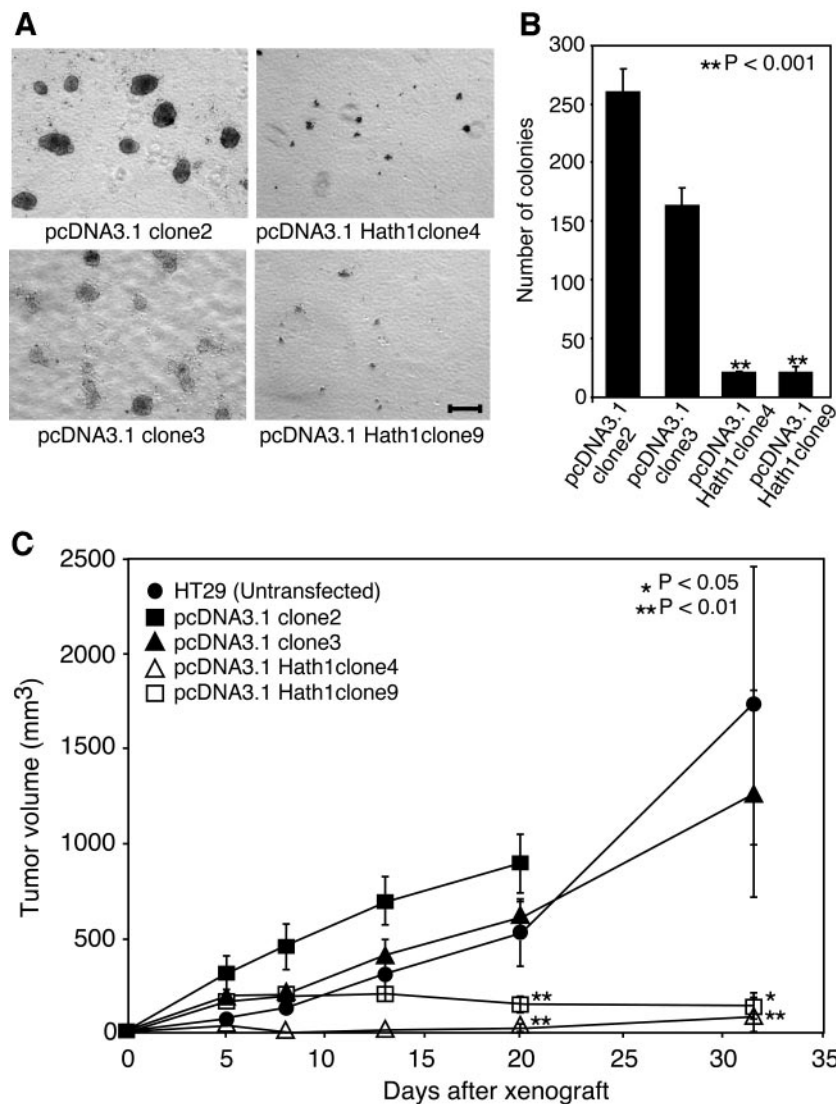 A
pcDNA3.1 clone2
pcDNA3.1 Hath1clone4
pcDNA3.1 clone3
pcDNA3.1 Hath1clone9
B
300
250
200
150
100
50
0
Number of colonies
**P < 0.001
**
**
pcDNA3.1
clone2
pcDNA3.1
clone3
pcDNA3.1
Hath1clone4
pcDNA3.1
Hath1clone9
C
2500
2000
1500
1000
500
0
Tumor volume (mm3)
HT29 (Untransfected)
pcDNA3.1 clone2
pcDNA3.1 clone3
pcDNA3.1 Hath1clone4
pcDNA3.1 Hath1clone9
* P < 0.05
**P < 0.01
**
**
*
**
0 5 10 15 20 25 30 35
Days after xenograft